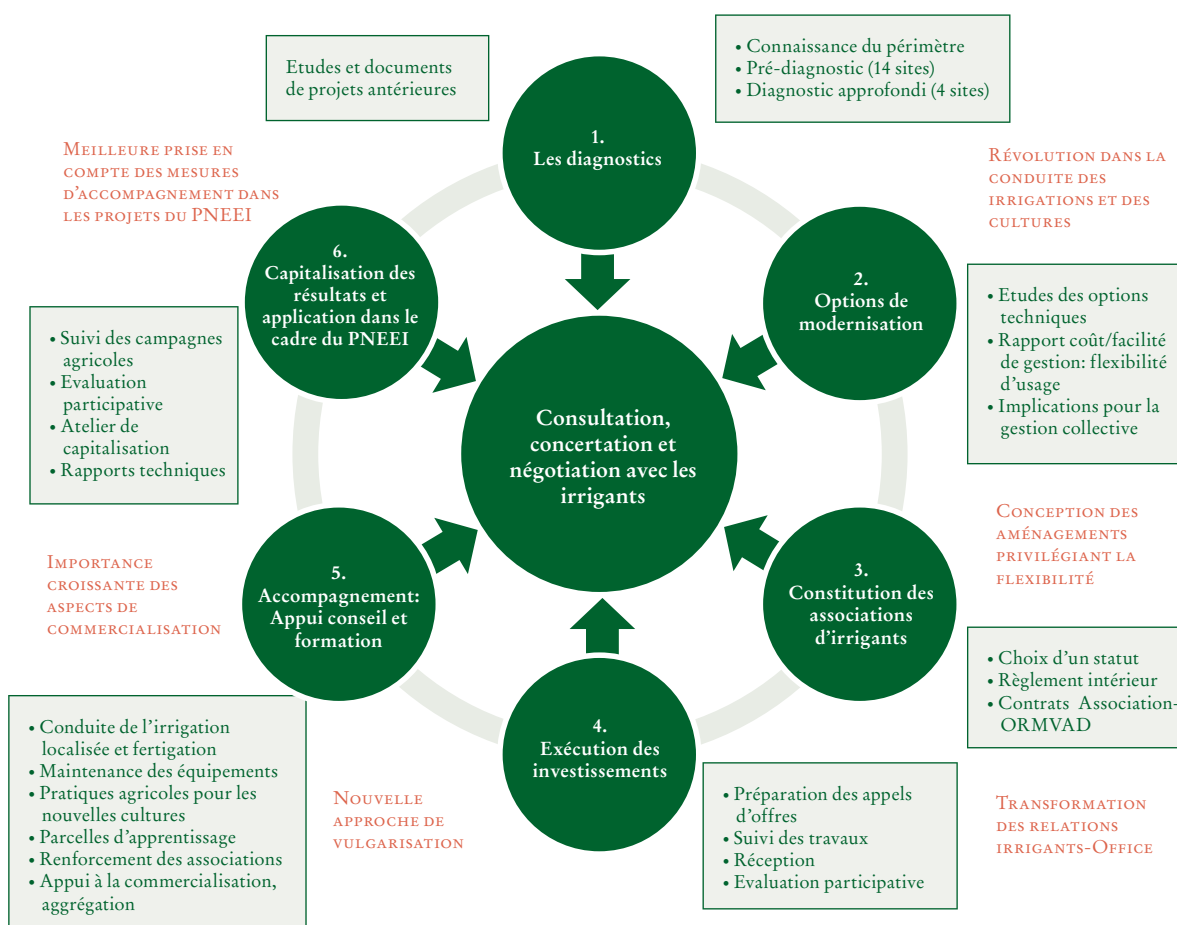 Etudes et documents
de projets antérieures
• Connaissance du périmètre
• Pré-diagnostic (14 sites)
• Diagnostic approfondi (4 sites)
1.
Les diagnostics
Meilleure prise en
compte des mesures
d'accompagnement dans
les projets du PNEEI
Révolution dans la
conduite des
irrigations et des
cultures
6.
Capitalisation des
résultats et
application dans le
cadre du PNEEI
2.
Options de
modernisation
• Etudes des options
techniques
• Rapport coût/facilité
de gestion: flexibilité
d'usage
• Implications pour la
gestion collective
• Suivi des campagnes
agricoles
• Evaluation
participative
• Atelier de
capitalisation
• Rapports techniques
Consultation,
concertation et
négotiation avec les
irrigants
Conception des
aménagements
privilégiant la
flexibilité
Importance
croissante des
aspects de
commercialisation
5.
Accompagnement:
Appui conseil et
formation
3.
Constitution des
associations
d'irrigants
• Choix d'un statut
• Règlement intérieur
• Contrats Association-
ORMVAD
• Conduite de l'irrigation
localisée et fertigation
• Maintenance des équipements
• Pratiques agricoles pour les
nouvelles cultures
• Parcelles d'apprentissage
• Renforcement des associations
• Appui à la commercialisation,
aggrégation
Nouvelle
approche de
vulgarisation
4.
Exécution des
investissements
• Préparation des appels
d'offres
• Suivi des travaux
• Réception
• Evaluation participative
Transformation
des relations
irrigants-Office